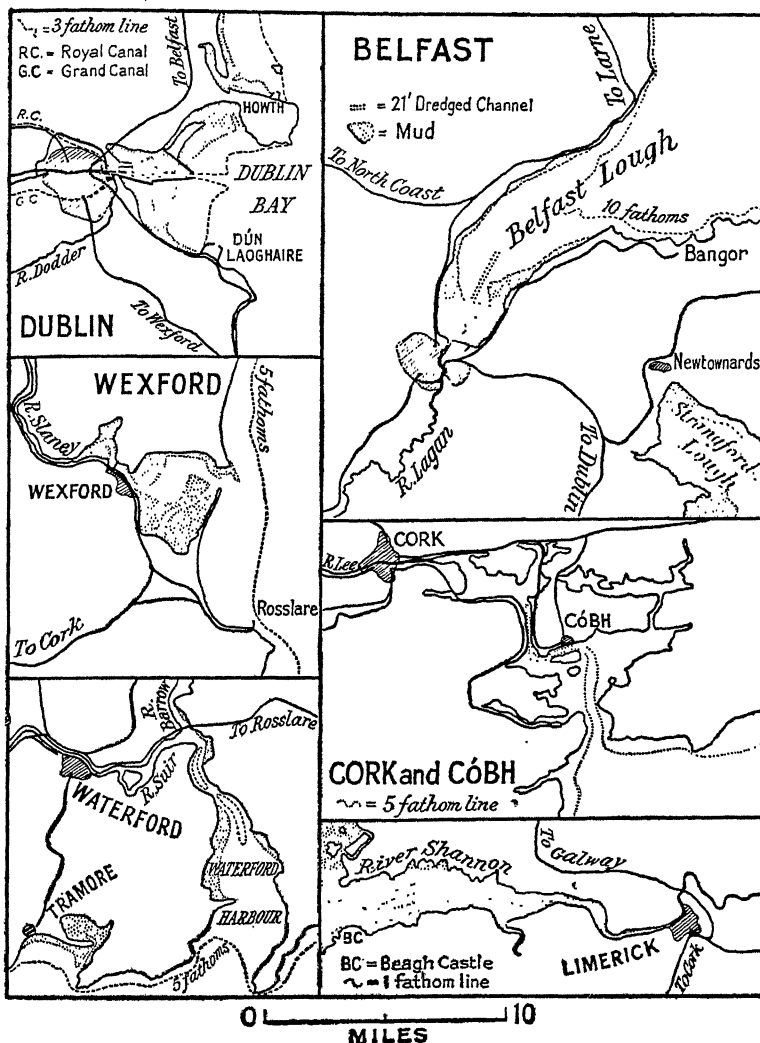 = 3 fathom line
R.C. = Royal Canal
G.C = Grand Canal
To Belfast
HOWTH
R.C.
G C
DUBLIN
BAY
DÚN
LAOGHAIRE
R. Dodder
To Wexford
DUBLIN
BELFAST
= 21' Dredged Channel
= Mud
To Larne
To North Coast
Belfast Lough
10 fathoms
Bangor
Newtownards
Strangford
Lough
R. Lagan
To Dublin
WEXFORD
5 fathoms
R. Slaney
WEXFORD
Rosslare
To Cork
CORK
R. Lee
CÓBH
CORK and CÓBH
= 5 fathom line
R.
Barrow
To Rosslare
R. Suir
WATERFORD
WATERFORD
HARBOUR
TRAMORE
5 fathoms
River Shannon
To Galway
BC
LIMERICK
BC = Beagh Castle
= 1 fathom line
To Cork
0 10
MILES